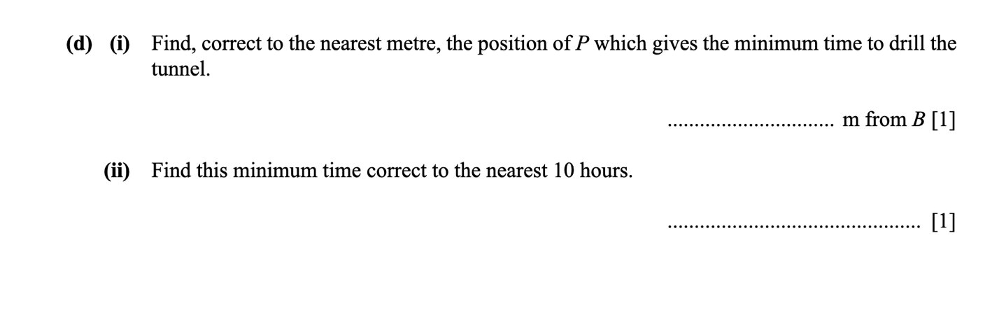 (d) (i) Find, correct to the nearest metre, the position of P which gives the minimum time to drill the
tunnel.
............................. m from B [1]
(ii) Find this minimum time correct to the nearest 10 hours.
............................................ [1]